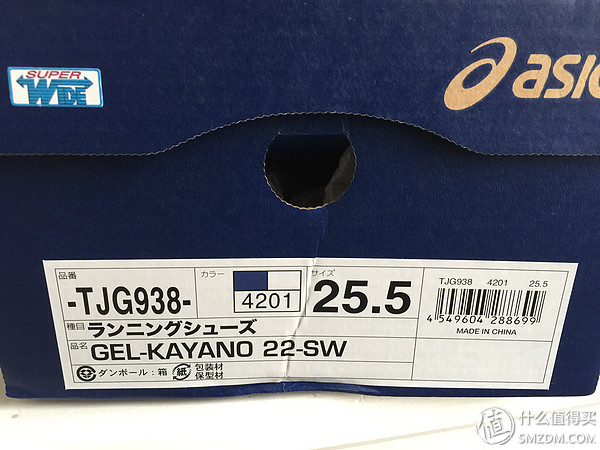 SUPER
WIDE
asic
品番
-TJG938-
カラー
4201
サイズ
25.5
TJG938 4201 25.5
4 549604 288699
MADE IN CHINA
種目 ランニングシューズ
品名 GEL-KAYANO 22-SW
ダンボール:箱 紙 包装材
保型材
值 什么值得买
SMZDM.COM